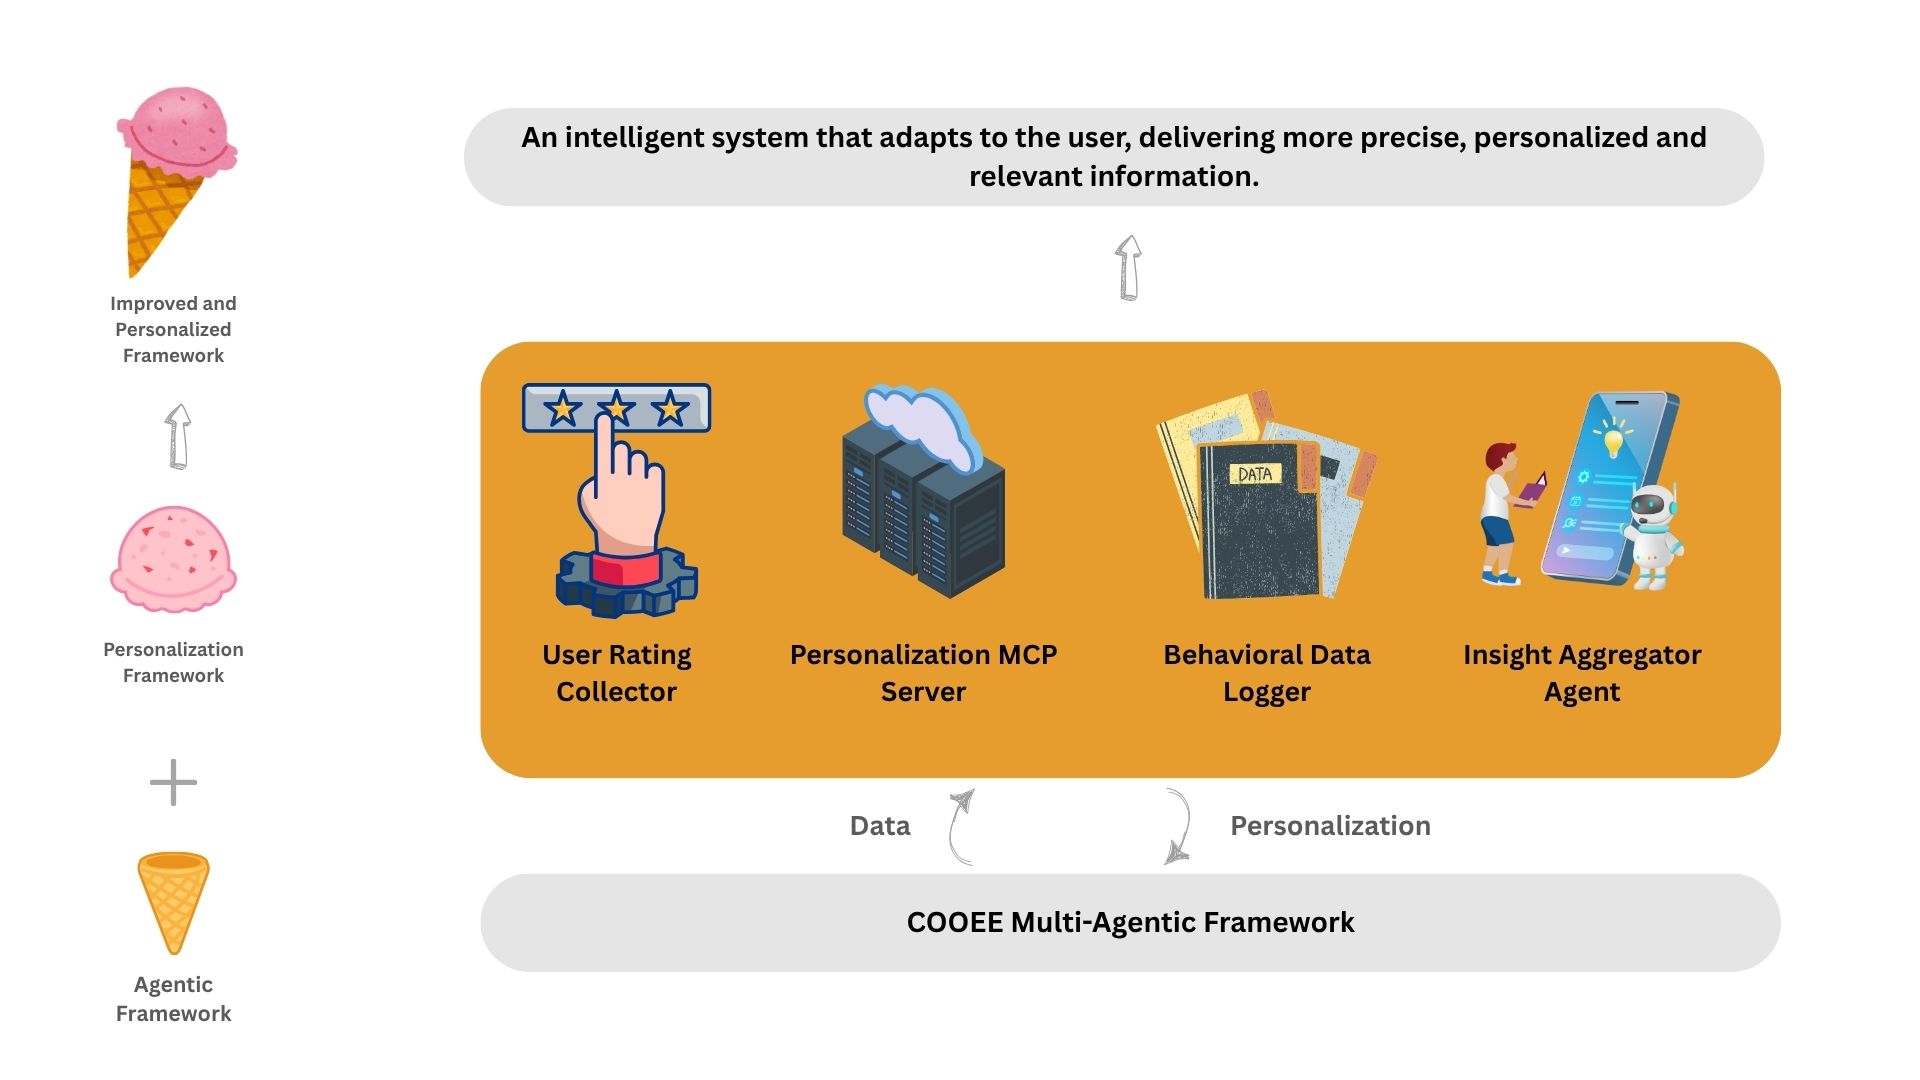 An intelligent system that adapts to the user, delivering more precise, personalized and
relevant information.
Improved and
Personalized
Framework
DATA
User Rating
Collector
Personalization MCP
Server
Behavioral Data
Logger
Insight Aggregator
Agent
Personalization
Framework
Data
Personalization
COOEE Multi-Agentic Framework
Agentic
Framework